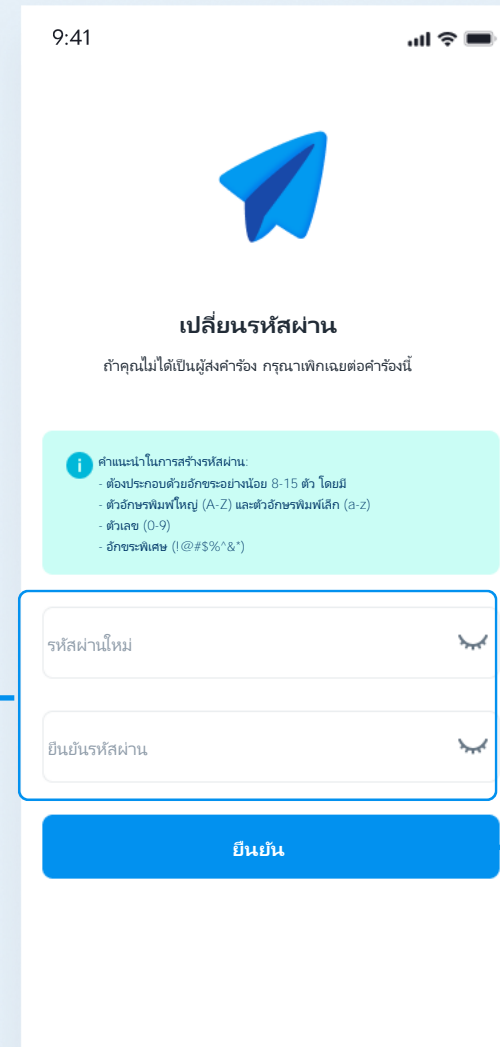 9:41
เปลี่ยนรหัสผ่าน
ถ้าคุณไม่ได้เป็นผู้ส่งคำร้อง กรุณาเพิกเฉยต่อคำร้องนี้
คำแนะนำในการสร้างรหัสผ่าน:
- ต้องประกอบด้วยอักขระอย่างน้อย 8-15 ตัว โดยมี
- ตัวอักษรพิมพ์ใหญ่ (A-Z) และตัวอักษรพิมพ์เล็ก (a-z)
- ตัวเลข (0-9)
- อักขระพิเศษ (!@#$%^&*)
รหัสผ่านใหม่
ยืนยันรหัสผ่าน
ยืนยัน